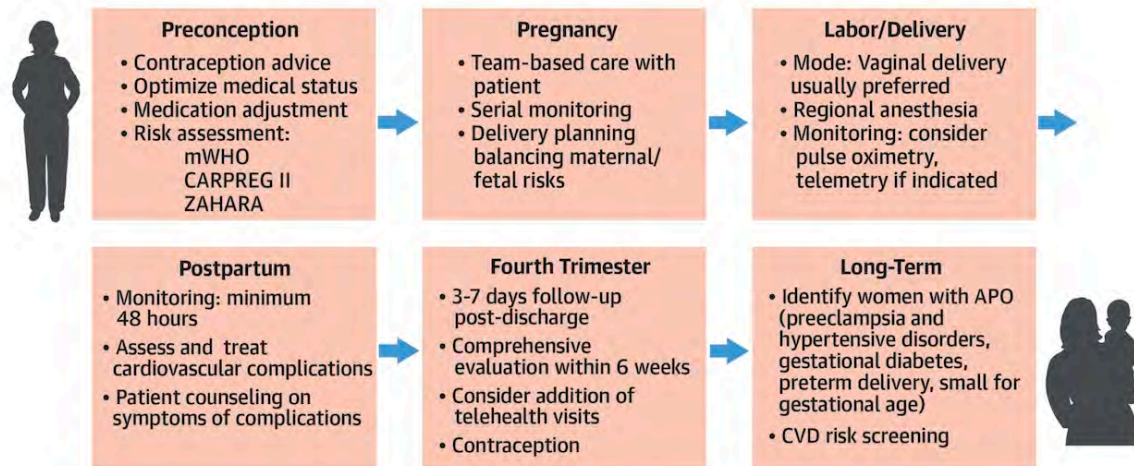 Preconception
• Contraception advice
• Optimize medical status
• Medication adjustment
• Risk assessment:
mWHO
CARPREG II
ZAHARA
Pregnancy
• Team-based care with
patient
• Serial monitoring
• Delivery planning
balancing maternal/
fetal risks
Labor/Delivery
• Mode: Vaginal delivery
usually preferred
• Regional anesthesia
• Monitoring: consider
pulse oximetry,
telemetry if indicated
Postpartum
• Monitoring: minimum
48 hours
• Assess and treat
cardiovascular complications
• Patient counseling on
symptoms of complications
Fourth Trimester
• 3-7 days follow-up
post-discharge
• Comprehensive
evaluation within 6 weeks
• Consider addition of
telehealth visits
• Contraception
Long-Term
• Identify women with APO
(preeclampsia and
hypertensive disorders,
gestational diabetes,
preterm delivery, small for
gestational age)
• CVD risk screening